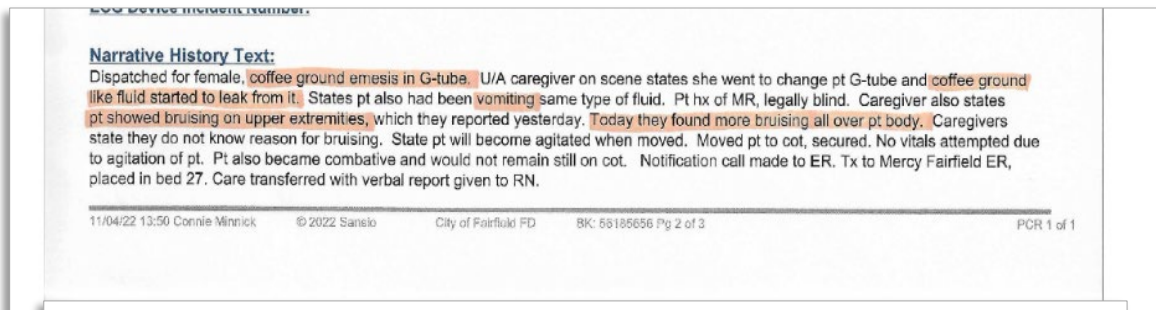 Narrative History Text:
Dispatched for female, coffee ground emesis in G-tube. U/A caregiver on scene states she went to change pt G-tube and coffee ground
like fluid started to leak from it. States pt also had been vomiting same type of fluid. Pt hx of MR, legally blind. Caregiver also states
pt showed bruising on upper extremities, which they reported yesterday. Today they found more bruising all over pt body. Caregivers
state they do not know reason for bruising. State pt will become agitated when moved. Moved pt to cot, secured. No vitals attempted due
to agitation of pt. Pt also became combative and would not remain still on cot. Notification call made to ER. Tx to Mercy Fairfield ER,
placed in bed 27. Care transferred with verbal report given to RN.
11/04/22 13:50 Connie Minnick © 2022 Sansio City of Fairfield FD Pg 2 of 3 PCR 1 of 1